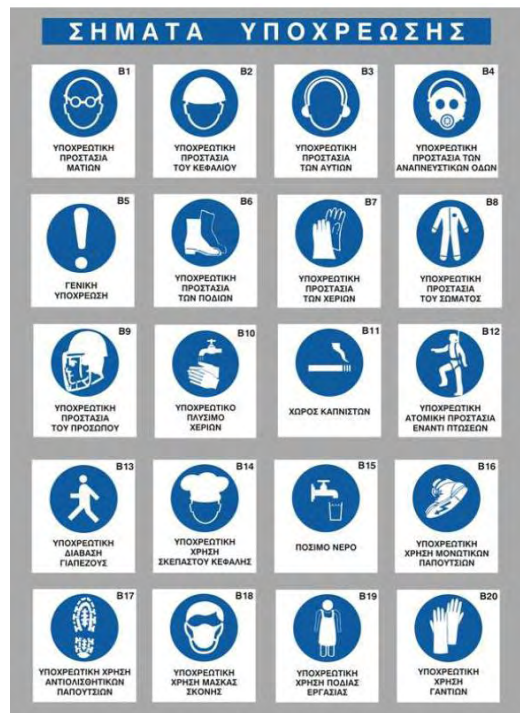 ΣΗΜΑΤΑ ΥΠΟΧΡΕΩΣΗΣ
B1
ΥΠΟΧΡΕΩΤΙΚΗ
ΠΡΟΣΤΑΣΙΑ
ΜΑΤΙΩΝ
B2
ΥΠΟΧΡΕΩΤΙΚΗ
ΠΡΟΣΤΑΣΙΑ
ΤΟΥ ΚΕΦΑΛΙΟΥ
B3
ΥΠΟΧΡΕΩΤΙΚΗ
ΠΡΟΣΤΑΣΙΑ
ΤΩΝ ΑΥΤΙΩΝ
B4
ΥΠΟΧΡΕΩΤΙΚΗ
ΠΡΟΣΤΑΣΙΑ ΤΩΝ
ΑΝΑΠΝΕΥΣΤΙΚΩΝ ΟΔΩΝ
B5
ΓΕΝΙΚΗ
ΥΠΟΧΡΕΩΣΗ
B6
ΥΠΟΧΡΕΩΤΙΚΗ
ΠΡΟΣΤΑΣΙΑ
ΤΩΝ ΠΟΔΙΩΝ
B7
ΥΠΟΧΡΕΩΤΙΚΗ
ΠΡΟΣΤΑΣΙΑ
ΤΩΝ ΧΕΡΙΩΝ
B8
ΥΠΟΧΡΕΩΤΙΚΗ
ΠΡΟΣΤΑΣΙΑ
ΤΟΥ ΣΩΜΑΤΟΣ
B9
ΥΠΟΧΡΕΩΤΙΚΗ
ΠΡΟΣΤΑΣΙΑ
ΤΟΥ ΠΡΟΣΩΠΟΥ
B10
ΥΠΟΧΡΕΩΤΙΚΟ
ΠΛΥΣΙΜΟ
ΧΕΡΙΩΝ
B11
ΧΩΡΟΣ ΚΑΠΝΙΣΤΩΝ
B12
ΥΠΟΧΡΕΩΤΙΚΗ
ΑΤΟΜΙΚΗ ΠΡΟΣΤΑΣΙΑ
ΕΝΑΝΤΙ ΠΤΩΣΕΩΝ
B13
ΥΠΟΧΡΕΩΤΙΚΗ
ΔΙΑΒΑΣΗ
ΓΙΑΠΕΖΟΥΣ
B14
ΥΠΟΧΡΕΩΤΙΚΗ
ΧΡΗΣΗ
ΣΚΕΠΑΣΤΟΥ ΚΕΦΑΛΗΣ
B15
ΠΟΣΙΜΟ ΝΕΡΟ
B16
ΥΠΟΧΡΕΩΤΙΚΗ
ΧΡΗΣΗ ΜΟΝΩΤΙΚΩΝ
ΠΑΠΟΥΤΣΙΩΝ
B17
ΥΠΟΧΡΕΩΤΙΚΗ ΧΡΗΣΗ
ΑΝΤΙΟΛΙΣΘΗΤΙΚΩΝ
ΠΑΠΟΥΤΣΙΩΝ
B18
ΥΠΟΧΡΕΩΤΙΚΗ
ΧΡΗΣΗ ΜΑΣΚΑΣ
ΣΚΟΝΗΣ
B19
ΥΠΟΧΡΕΩΤΙΚΗ
ΧΡΗΣΗ ΠΟΔΙΑΣ
ΕΡΓΑΣΙΑΣ
B20
ΥΠΟΧΡΕΩΤΙΚΗ
ΧΡΗΣΗ
ΓΑΝΤΙΩΝ